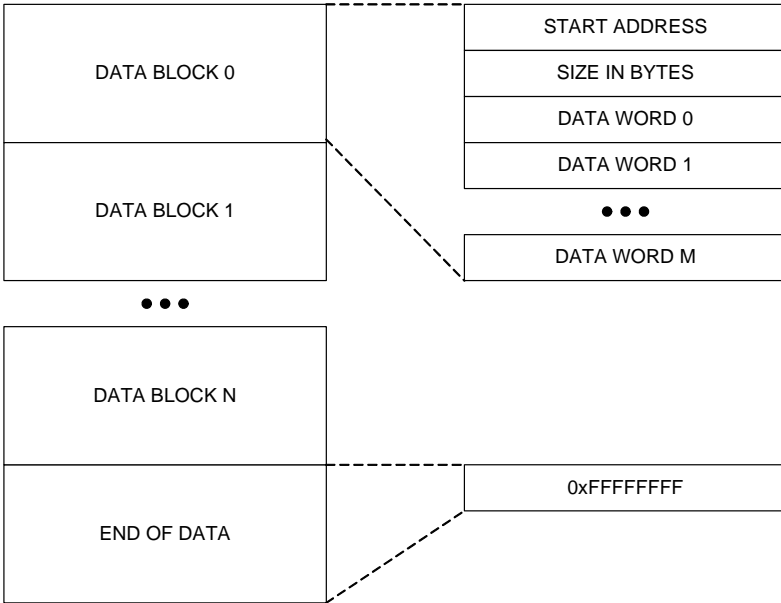 DATA BLOCK 0
DATA BLOCK 1
DATA BLOCK N
END OF DATA
START ADDRESS
SIZE IN BYTES
DATA WORD 0
DATA WORD 1
DATA WORD M
0xFFFFFFFF